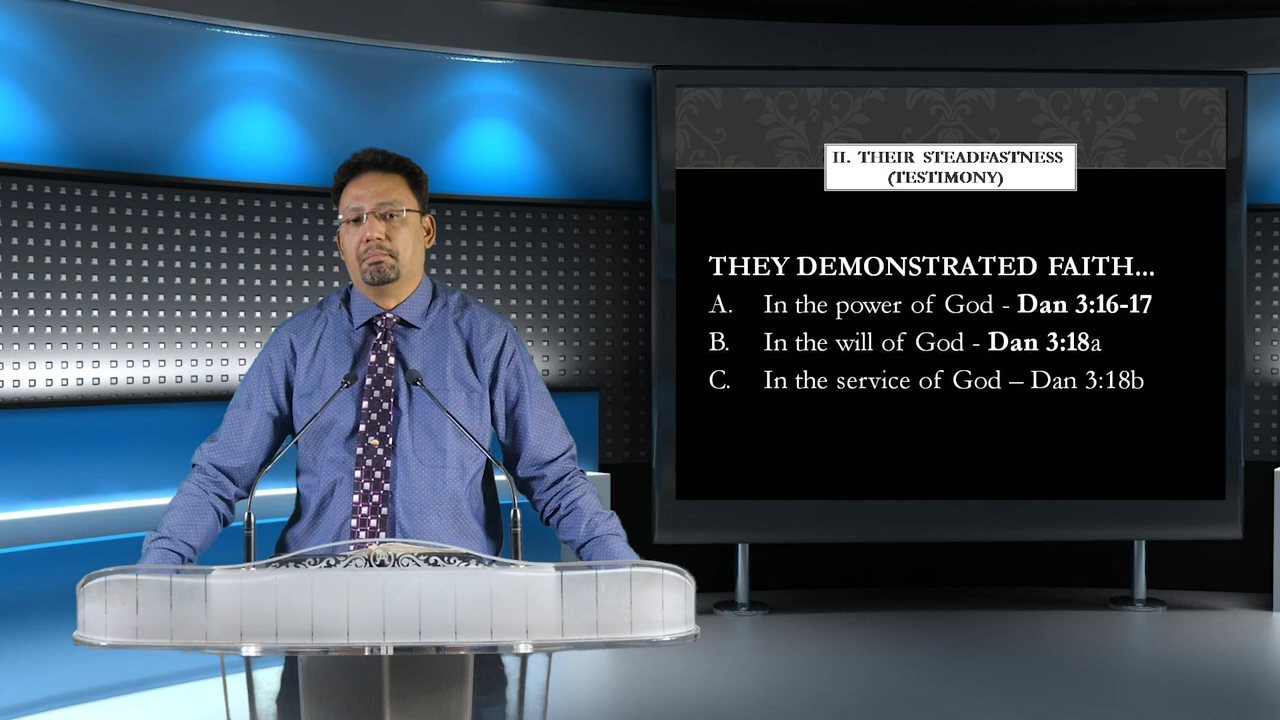 II. THEIR STEADFASTNESS
(TESTIMONY)
THEY DEMONSTRATED FAITH...
A. In the power of God - Dan 3:16-17
B. In the will of God - Dan 3:18a
C. In the service of God – Dan 3:18b